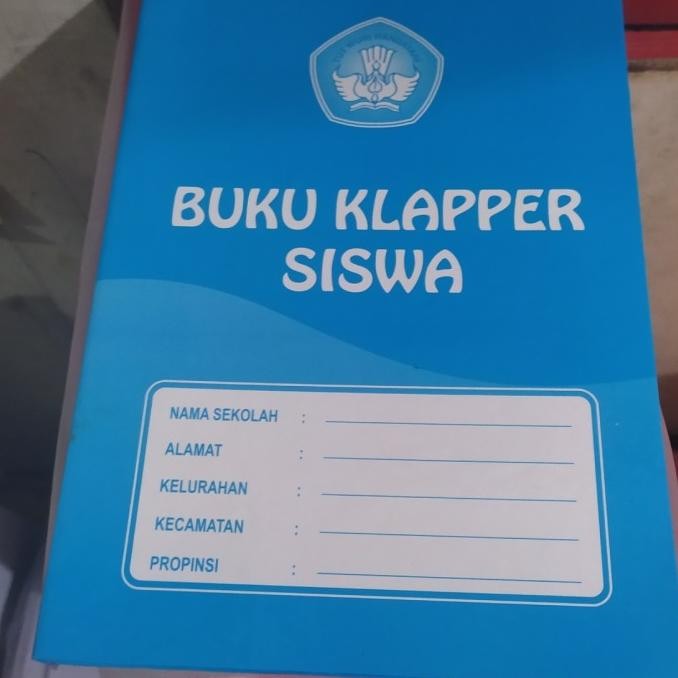 BUKU KLAPPER
SISWA
NAMA SEKOLAH :
ALAMAT :
KELURAHAN :
KECAMATAN :
PROPINSI :